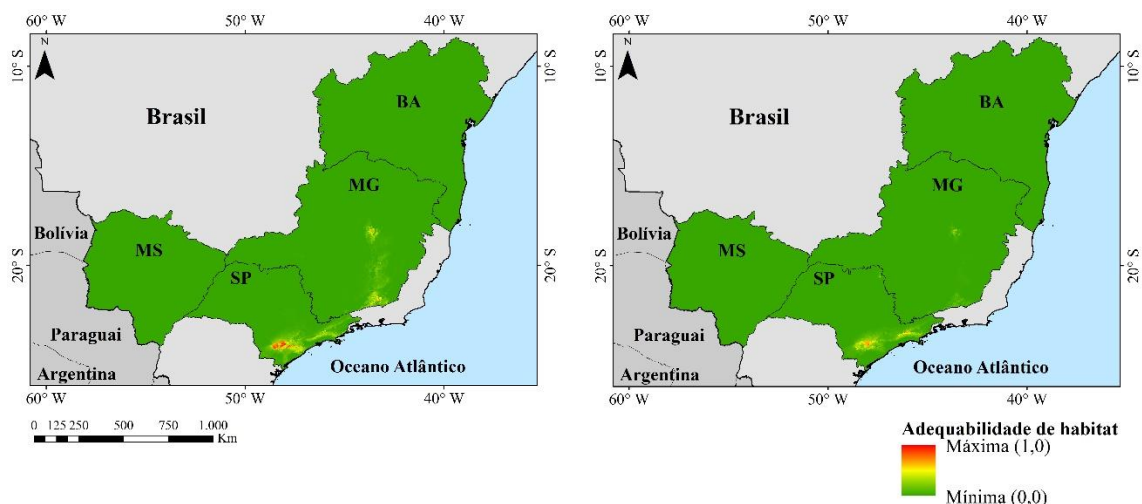 60° W 50° W 40° W
10° S
20° S
N
Brasil
BA
MG
Bolívia
MS
SP
Paraguai
Argentina
Oceano Atlântico
60° W 50° W 40° W
0 125 250 500 750 1.000
Km
60° W 50° W 40° W
10° S
20° S
N
Brasil
BA
MG
Bolívia
MS
SP
Paraguai
Argentina
Oceano Atlântico
60° W 50° W 40° W
Adequabilidade de habitat
Máxima (1,0)
Mínima (0,0)